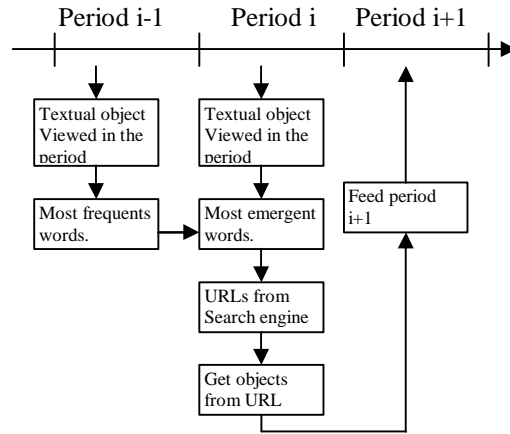 Period i-1 Period i Period i+1
Textual object
Viewed in the
period
Textual object
Viewed in the
period
Most frequents
words.
Most emergent
words.
Feed period
i+1
URLs from
Search engine
Get objects
from URL